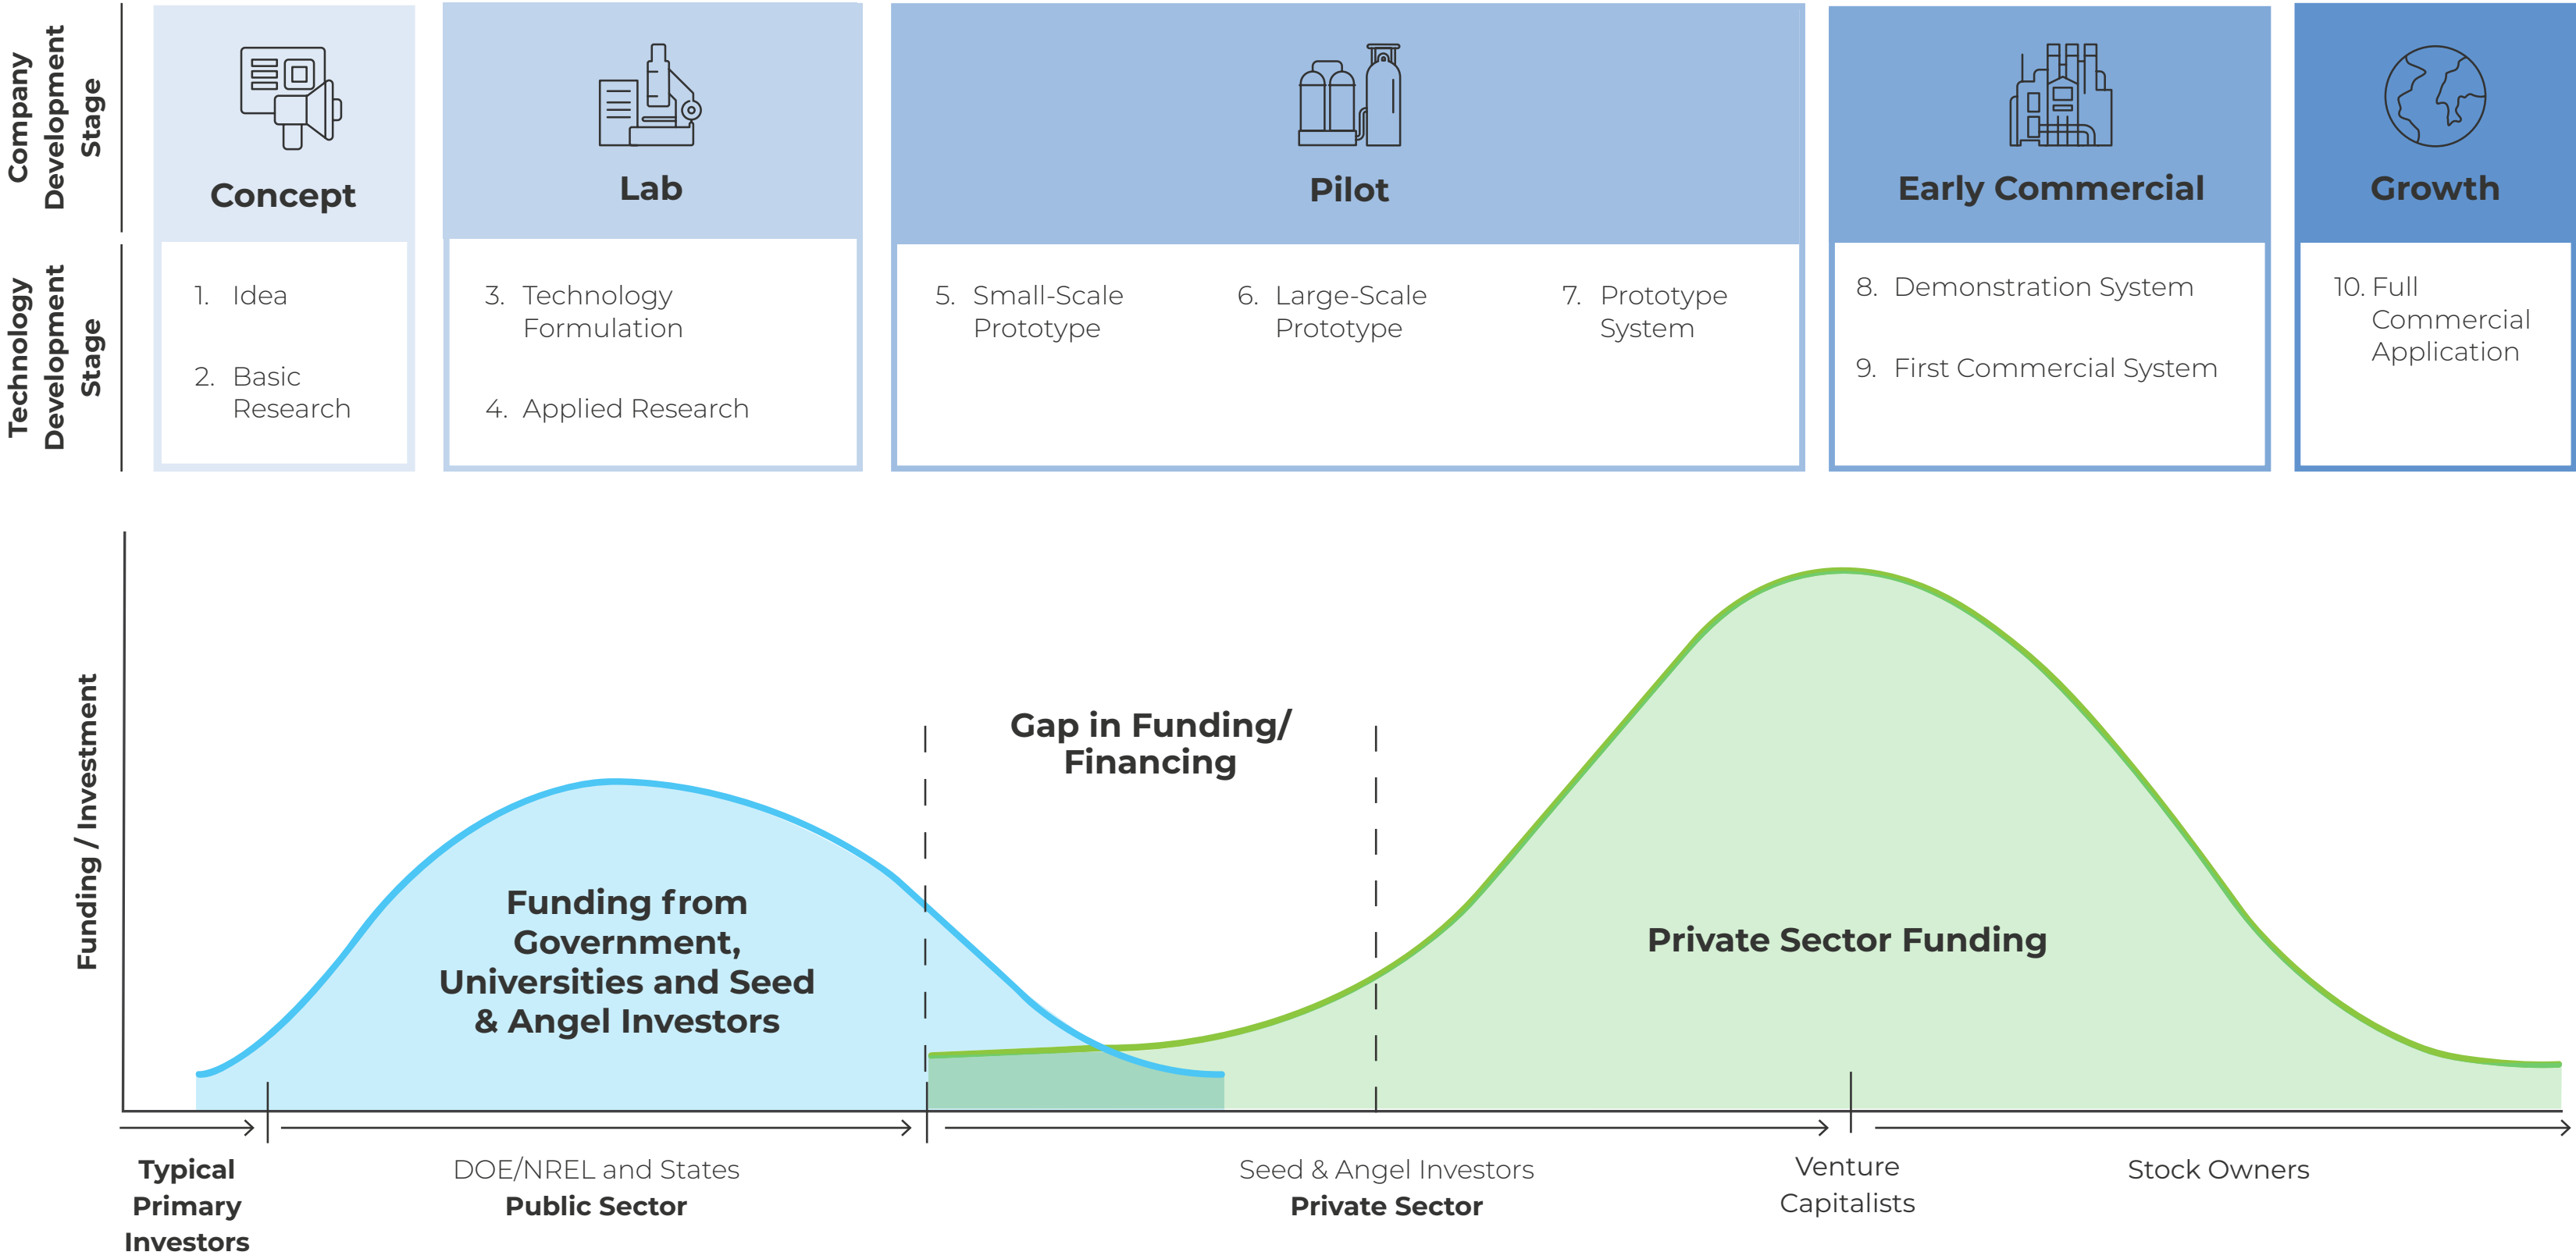 Company
Development
Stage
Concept
Lab
Pilot
Early Commercial
Growth
Technology
Development
Stage
1. Idea
2. Basic
Research
3. Technology
Formulation
4. Applied Research
5. Small-Scale
Prototype
6. Large-Scale
Prototype
7. Prototype
System
8. Demonstration System
9. First Commercial System
10. Full
Commercial
Application
Funding / Investment
Funding from
Government,
Universities and Seed
& Angel Investors
Gap in Funding/
Financing
Private Sector Funding
Typical
Primary
Investors
DOE/NREL and States
Public Sector
Seed & Angel Investors
Private Sector
Venture
Capitalists
Stock Owners